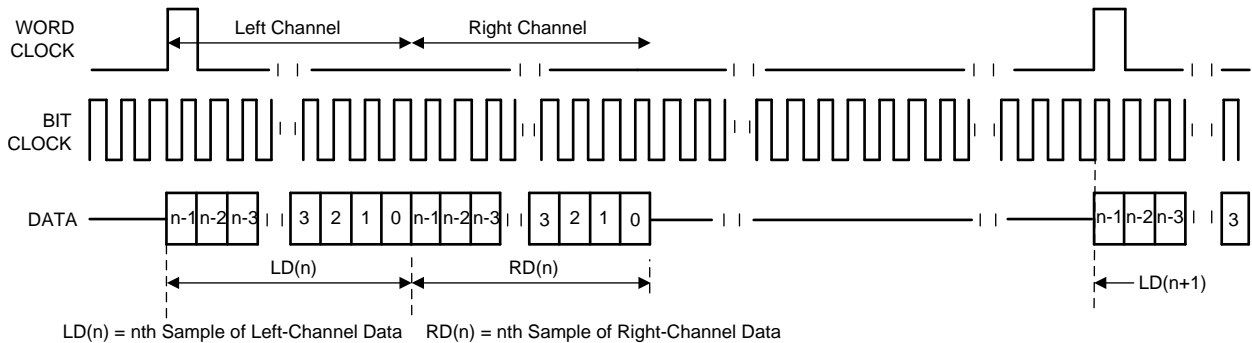 WORD
CLOCK
Left Channel Right Channel
BIT
CLOCK
DATA
n-1 n-2 n-3 3 2 1 0 n-1 n-2 n-3 3 2 1 0 n-1 n-2 n-3 3
LD(n) RD(n) LD(n+1)
LD(n) = nth Sample of Left-Channel Data RD(n) = nth Sample of Right-Channel Data